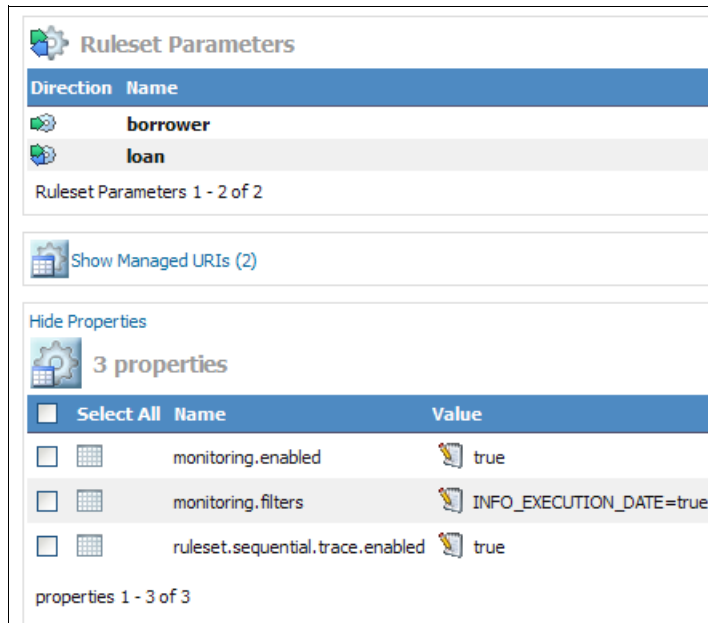 Ruleset Parameters
Direction Name
borrower
loan
Ruleset Parameters 1 - 2 of 2
Show Managed URIs (2)
Hide Properties
3 properties
Select All Name Value
monitoring.enabled true
monitoring.filters INFO_EXECUTION_DATE=true
ruleset.sequential.trace.enabled true
properties 1 - 3 of 3